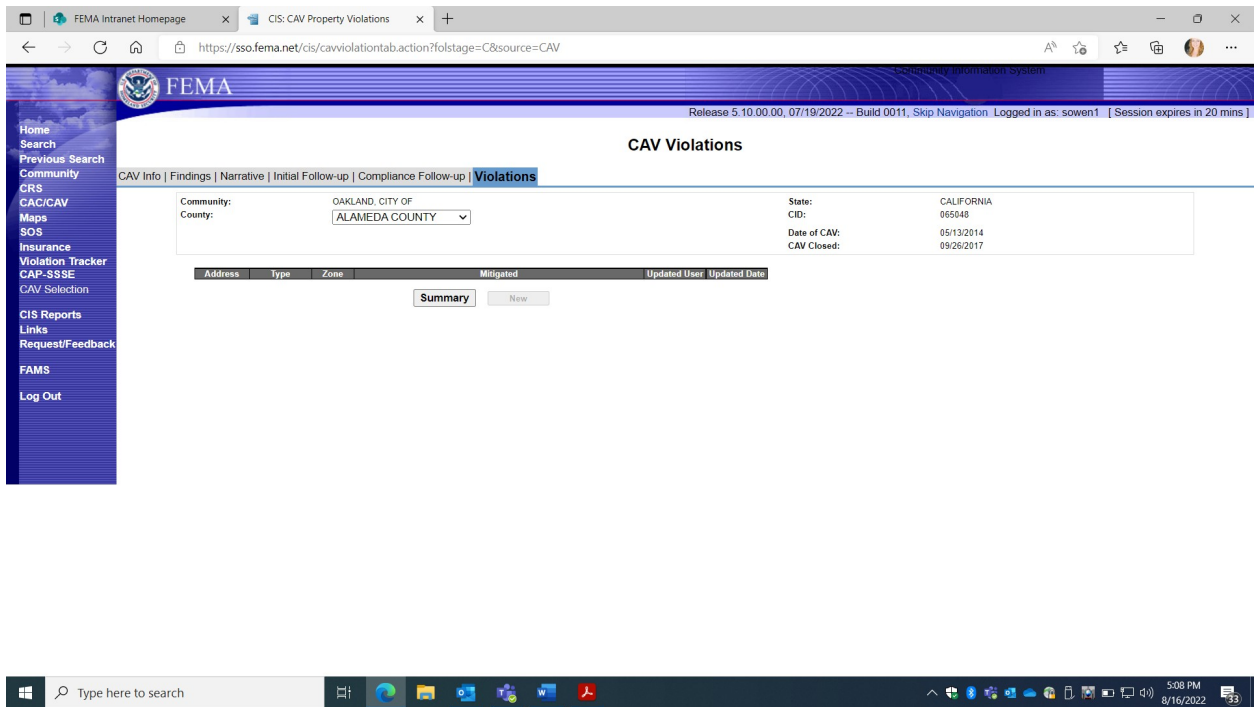 FEMA Intranet Homepage
CIS: CAV Property Violations
https://sso.fema.net/cis/cavviolationtab.action?folstage=C&source=CAV
FEMA
Community Information System
Release 5.10.00.00, 07/19/2022 -- Build 0011, Skip Navigation Logged in as: sowen1 [ Session expires in 20 mins ]
Home
Search
Previous Search
Community
CRS
CAC/CAV
Maps
SOS
Insurance
Violation Tracker
CAP-SSSE
CAV Selection
CIS Reports
Links
Request/Feedback
FAMS
Log Out
CAV Violations
CAV Info | Findings | Narrative | Initial Follow-up | Compliance Follow-up | Violations
Community: OAKLAND, CITY OF State: CALIFORNIA
County: ALAMEDA COUNTY CID: 065048
Date of CAV: 05/13/2014
CAV Closed: 09/26/2017
Address Type Zone Mitigated Updated User Updated Date
Summary New
Type here to search
5:08 PM
8/16/2022
33